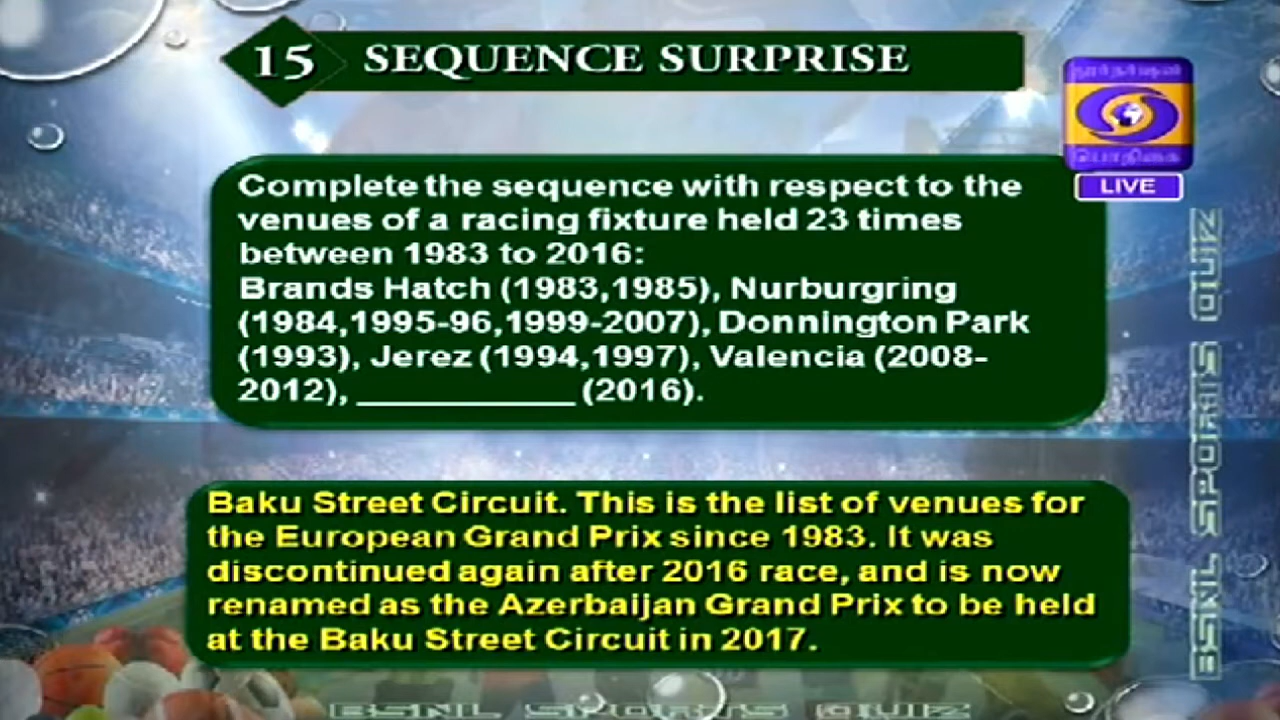 15 SEQUENCE SURPRISE
தூர்தர்ஷன்
பொதிகை
LIVE
Complete the sequence with respect to the
venues of a racing fixture held 23 times
between 1983 to 2016:
Brands Hatch (1983,1985), Nurburgring
(1984,1995-96,1999-2007), Donnington Park
(1993), Jerez (1994,1997), Valencia (2008-
2012), ____________ (2016).
Baku Street Circuit. This is the list of venues for
the European Grand Prix since 1983. It was
discontinued again after 2016 race, and is now
renamed as the Azerbaijan Grand Prix to be held
at the Baku Street Circuit in 2017.
BSNL SPORTS QUIZ
BSNL SPORTS QUIZ